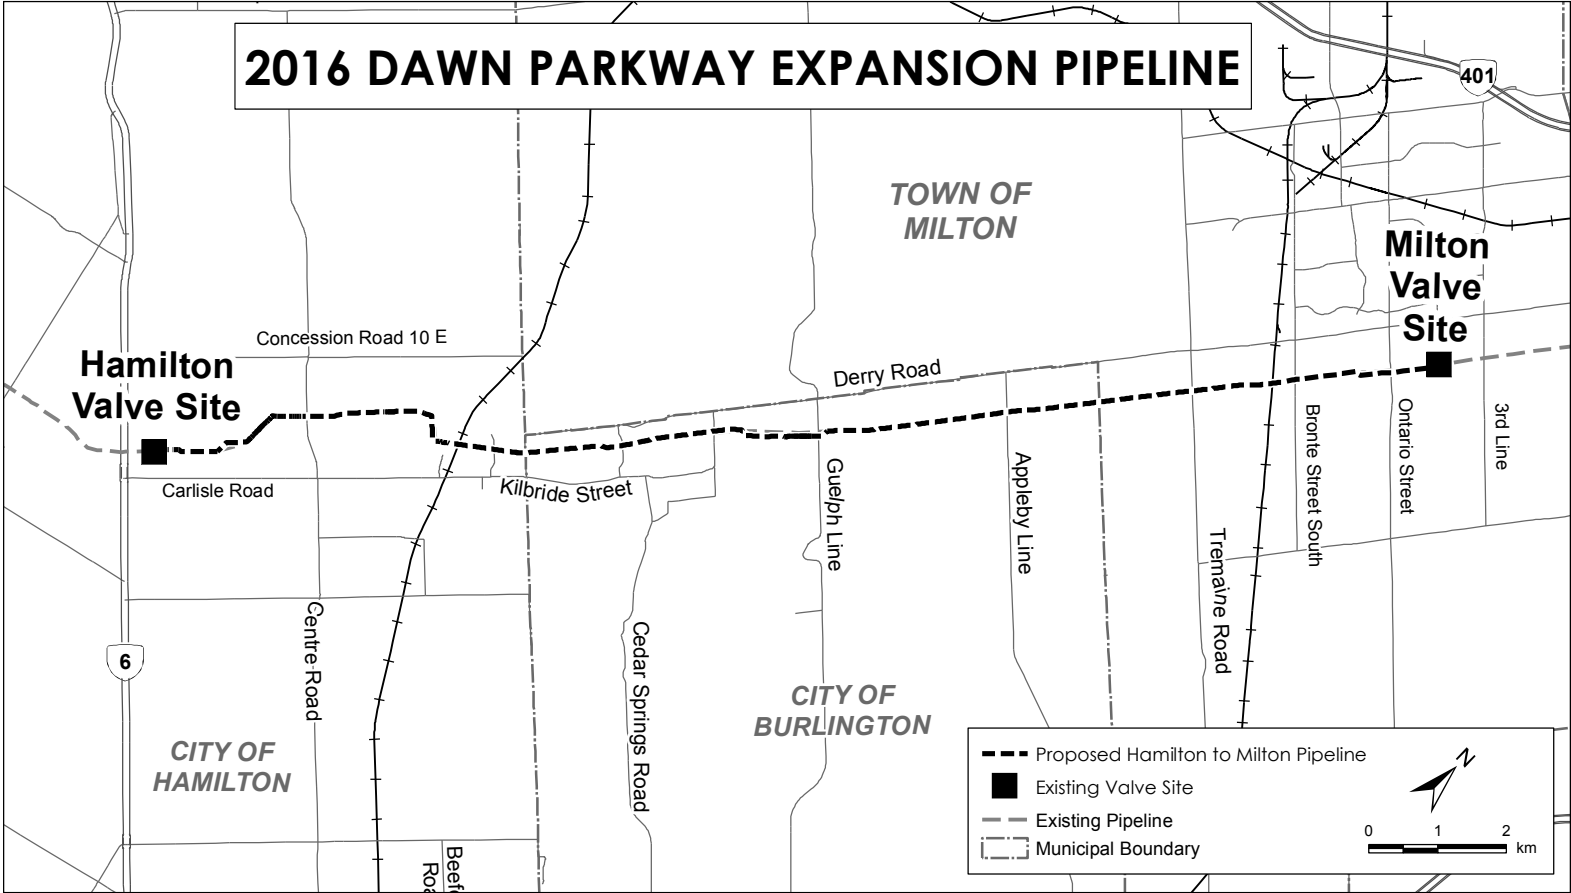 2016 DAWN PARKWAY EXPANSION PIPELINE
401
TOWN OF
MILTON
Milton
Valve
Site
Concession Road 10 E
Hamilton
Valve Site
Derry Road
Carlisle Road
Kilbride Street
Guelph Line
Appleby Line
Bronte Street South
Ontario Street
3rd Line
Tremaine Road
Centre Road
Cedar Springs Road
6
CITY OF
BURLINGTON
CITY OF
HAMILTON
Proposed Hamilton to Milton Pipeline
Existing Valve Site
Existing Pipeline
Municipal Boundary
N
0 1 2
km